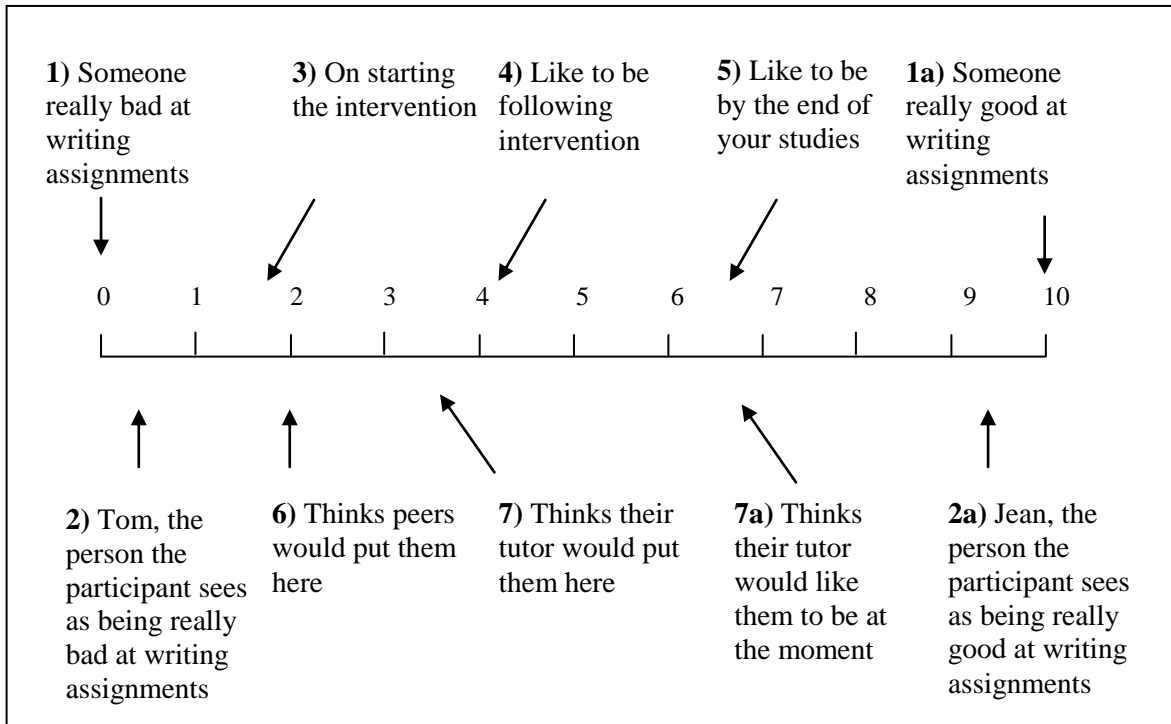 1) Someone
really bad at
writing
assignments
3) On starting
the intervention
4) Like to be
following
intervention
5) Like to be
by the end of
your studies
1a) Someone
really good at
writing
assignments
0 1 2 3 4 5 6 7 8 9 10
2) Tom, the
person the
participant sees
as being really
bad at writing
assignments
6) Thinks peers
would put them
here
7) Thinks their
tutor would put
them here
7a) Thinks
their tutor
would like
them to be at
the moment
2a) Jean, the
person the
participant sees
as being really
good at writing
assignments